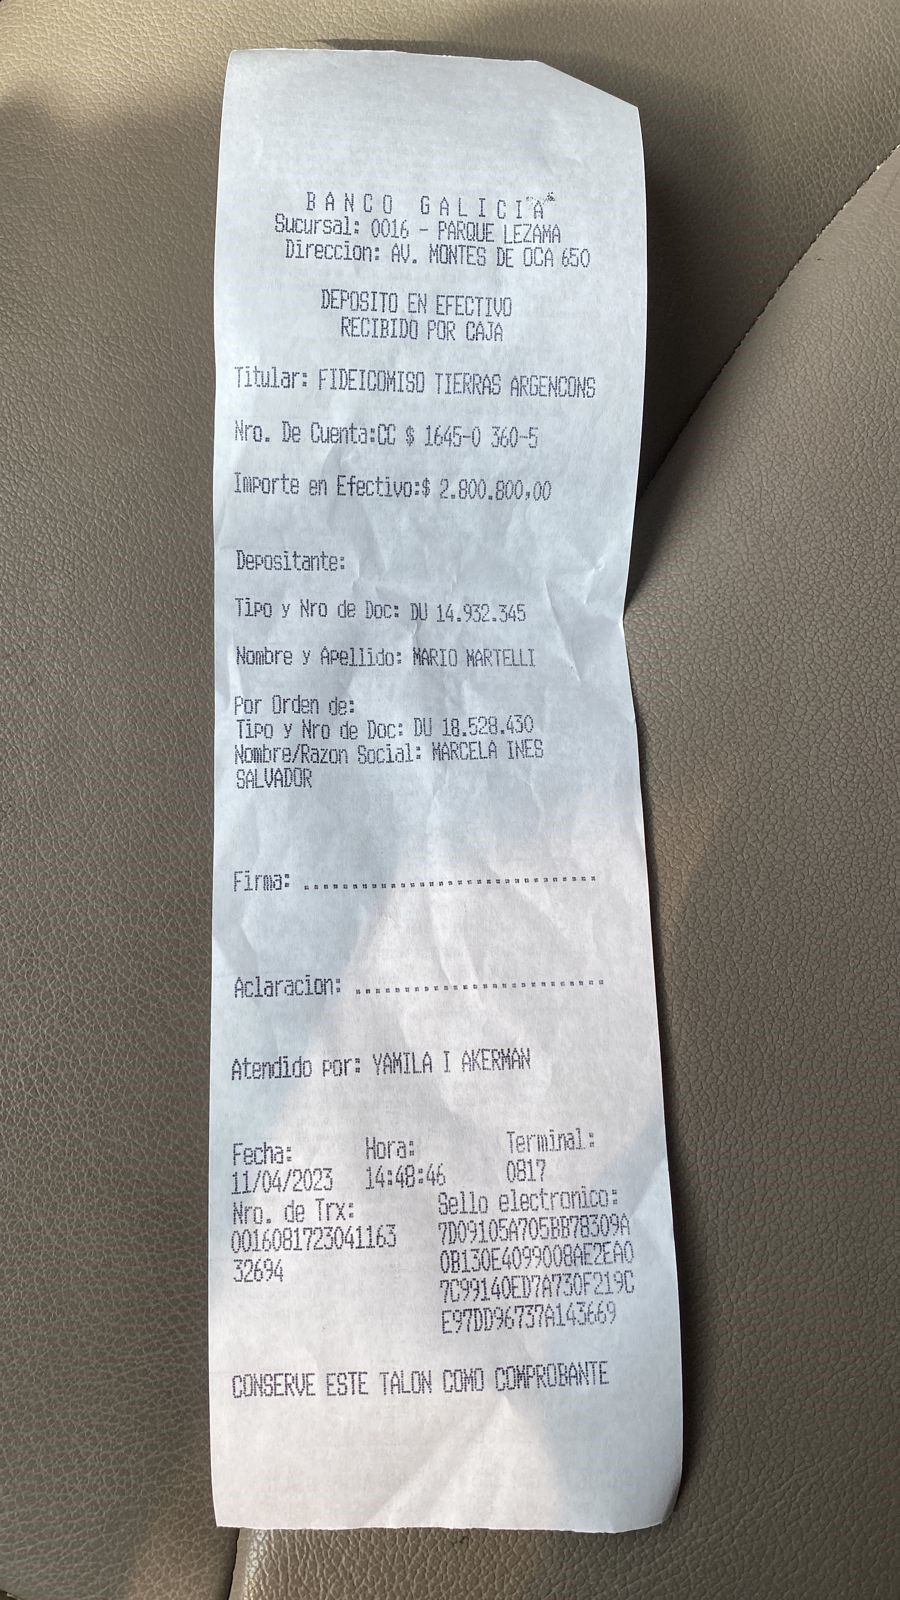 BANCO GALICIA
Sucursal: 0016 - PARQUE LEZAMA
Direccion: AV. MONTES DE OCA 650
DEPOSITO EN EFECTIVO
RECIBIDO POR CAJA
Titular: FIDEICOMISO TIERRAS ARGENCONS
Nro. De Cuenta:CC $ 1645-0 360-5
Importe en Efectivo:$ 2.800.800,00
Depositante:
Tipo y Nro de Doc: DU 14.932.345
Nombre y Apellido: MARIO MARTELLI
Por Orden de:
Tipo y Nro de Doc: DU 18.528.430
Nombre/Razon Social: MARCELA INES
SALVADOR
Firma: ..............................
Aclaracion: ..........................
Atendido por: YAMILA I AKERMAN
Fecha: Hora: Terminal:
11/04/2023 14:48:46 0817
Nro. de Trx: Sello electronico:
0016081723041163 7D09105A705BB78309A
32694 0B130E4099008AE2EA0
7C99140ED7A730F219C
E97DD96737A143669
CONSERVE ESTE TALON COMO COMPROBANTE